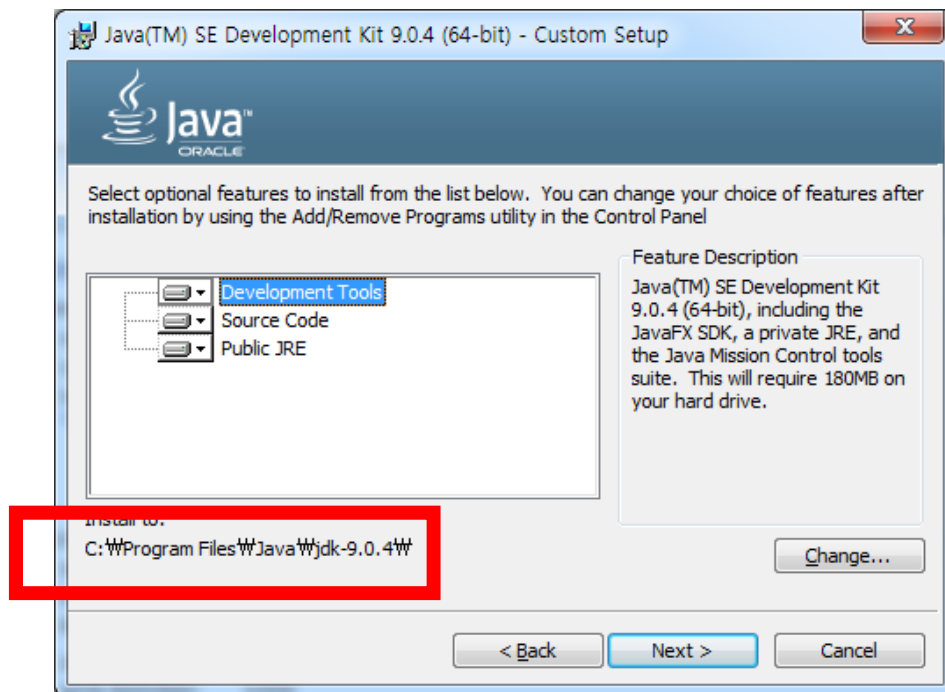 Java(TM) SE Development Kit 9.0.4 (64-bit) - Custom Setup
Java™
ORACLE
Select optional features to install from the list below. You can change your choice of features after
installation by using the Add/Remove Programs utility in the Control Panel
Development Tools
Source Code
Public JRE
Feature Description
Java(TM) SE Development Kit
9.0.4 (64-bit), including the
JavaFX SDK, a private JRE, and
the Java Mission Control tools
suite. This will require 180MB on
your hard drive.
Install to:
C:₩Program Files₩Java₩jdk-9.0.4₩
Change...
< Back
Next >
Cancel